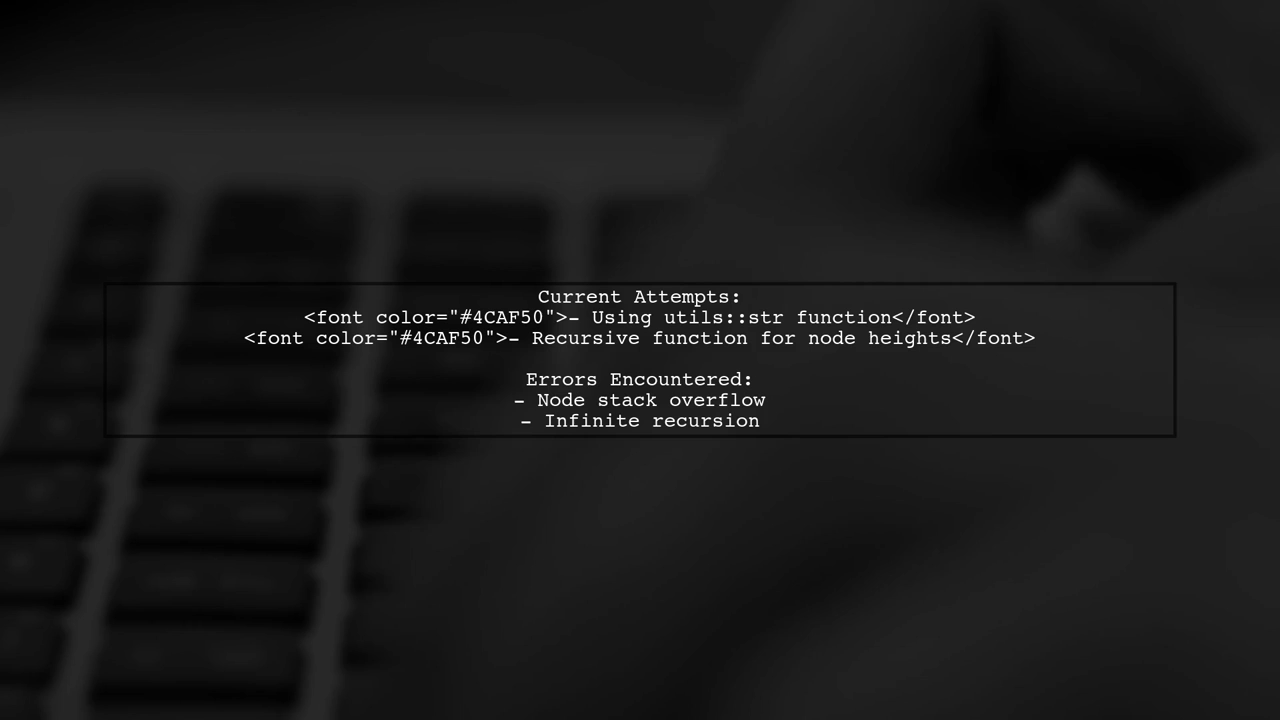 Current Attempts:
<font color="#4CAF50">- Using utils::str function</font>
<font color="#4CAF50">- Recursive function for node heights</font>
Errors Encountered:
- Node stack overflow
- Infinite recursion